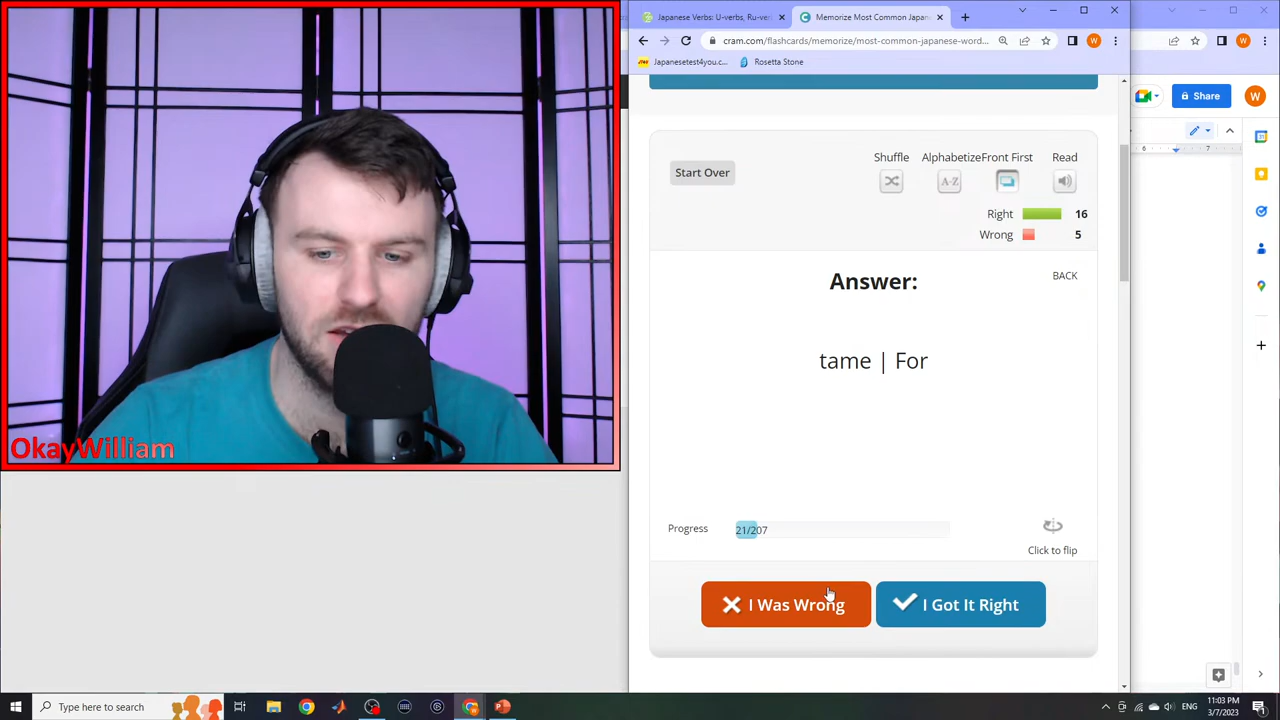 Japanese Verbs: U-verbs, Ru-ver
Memorize Most Common Japan
cram.com/flashcards/memorize/most-common-japanese-word...
Japanesetest4you.c...
Rosetta Stone
W
W
Share
W
6
7
Start Over
Shuffle
Alphabetize
Front First
Read
A-Z
Right 16
Wrong 5
Answer:
BACK
tame | For
Progress
21/207
Click to flip
I Was Wrong
I Got It Right
OkayWilliam
Type here to search
ENG
11:03 PM
3/7/2023
1